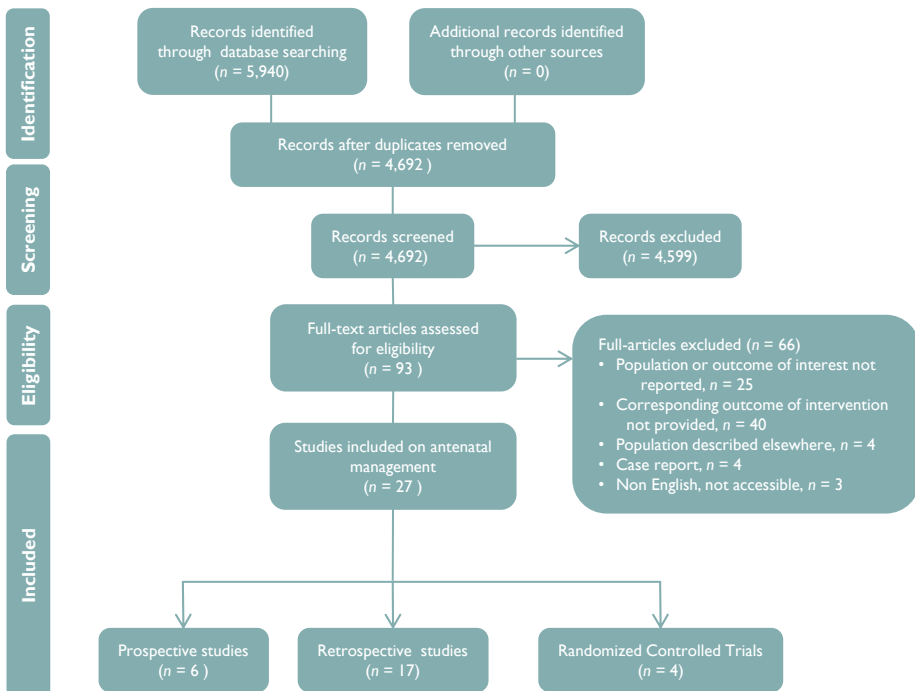 Identification
Records identified
through database searching
(n = 5,940)
Additional records identified
through other sources
(n = 0)
Records after duplicates removed
(n = 4,692 )
Screening
Records screened
(n = 4,692)
Records excluded
(n = 4,599)
Eligibility
Full-text articles assessed
for eligibility
(n = 93 )
Full-articles excluded (n = 66)
• Population or outcome of interest not
reported, n = 25
• Corresponding outcome of intervention
not provided, n = 40
• Population described elsewhere, n = 4
• Case report, n = 4
• Non English, not accessible, n = 3
Included
Studies included on antenatal
management
(n = 27 )
Prospective studies
(n = 6 )
Retrospective studies
(n = 17)
Randomized Controlled Trials
(n = 4)